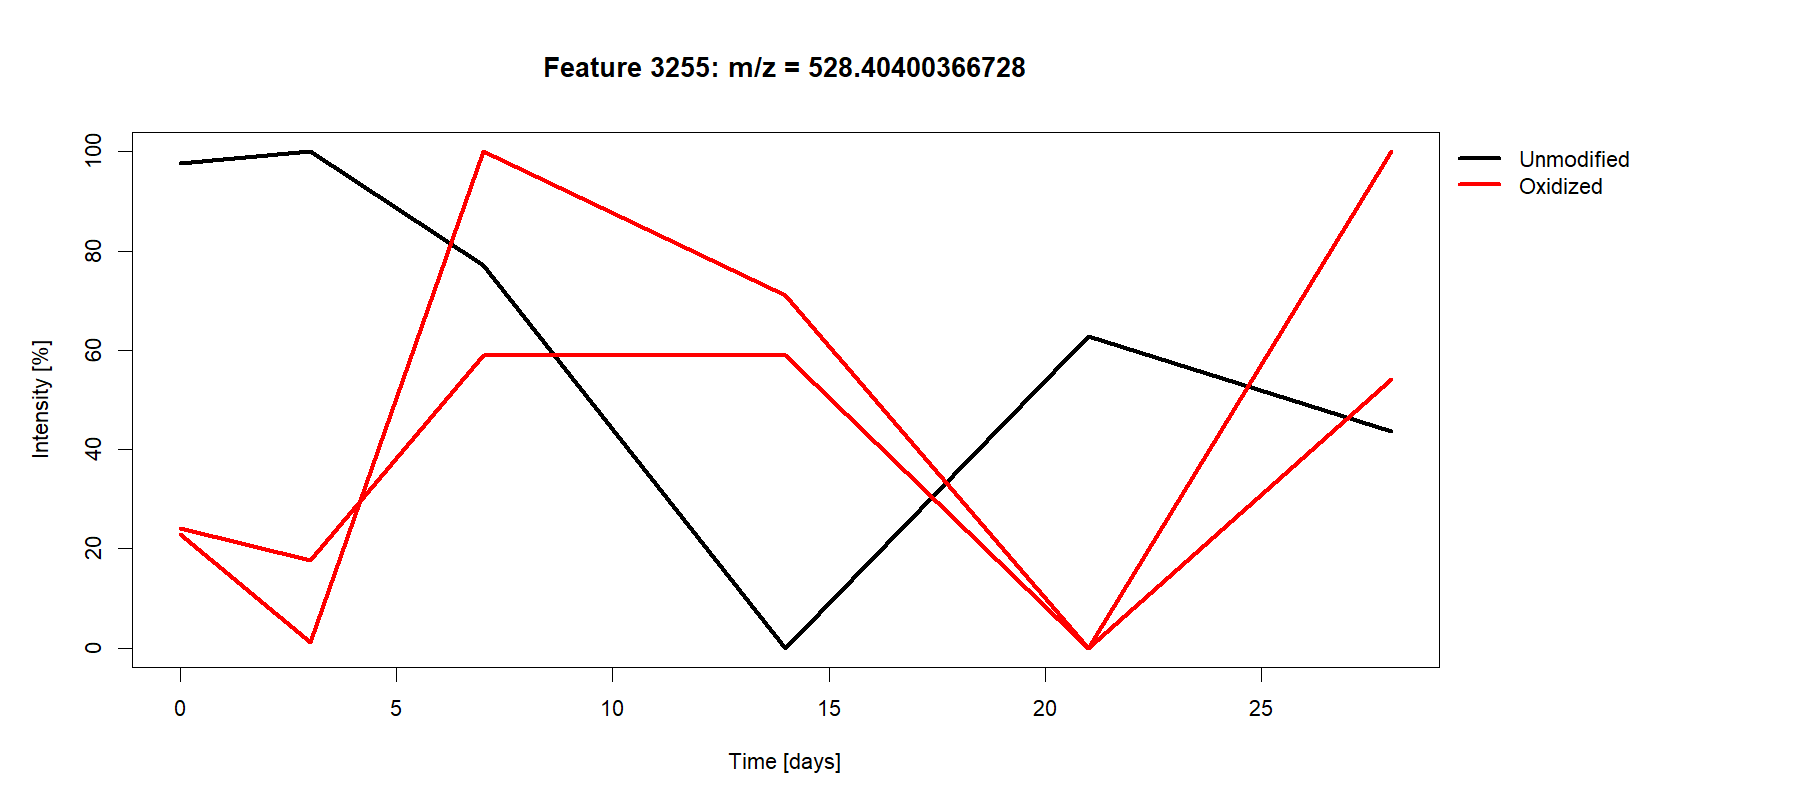 Feature 3255: m/z = 528.40400366728
Unmodified
Oxidized
Intensity [%]
100
80
60
40
20
0
0 5 10 15 20 25
Time [days]